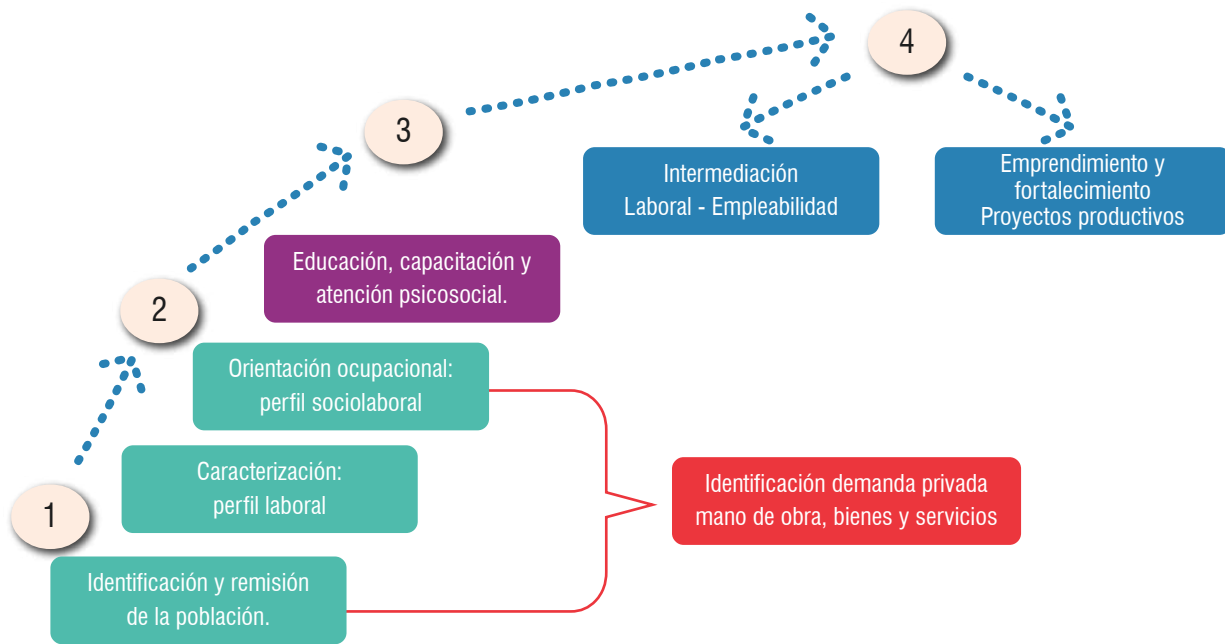 4
3
Intermediación
Laboral - Empleabilidad
Emprendimiento y
fortalecimiento
Proyectos productivos
Educación, capacitación y
atención psicosocial.
2
Orientación ocupacional:
perfil sociolaboral
Caracterización:
perfil laboral
Identificación demanda privada
mano de obra, bienes y servicios
1
Identificación y remisión
de la población.